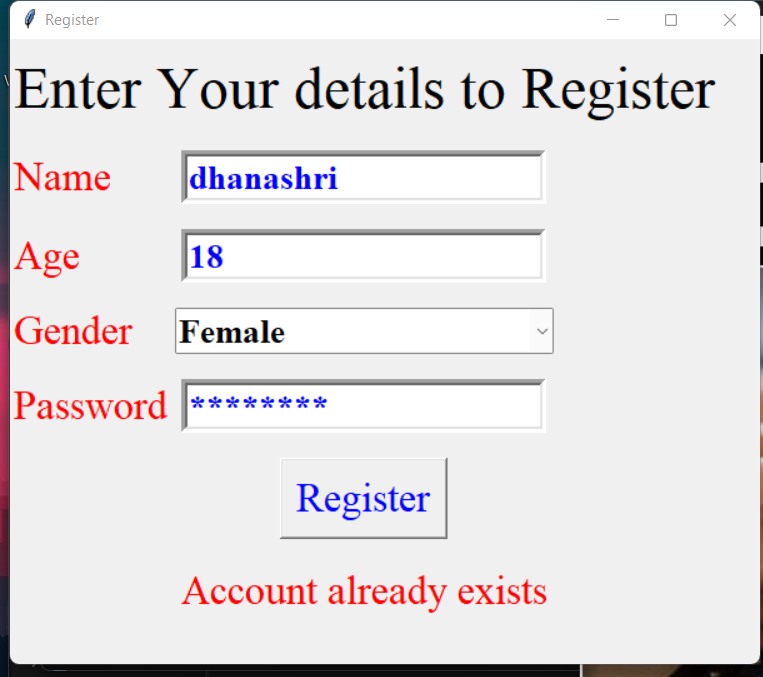 Register
Enter Your details to Register
Name dhanashri
Age 18
Gender Female
Password ********
Register
Account already exists